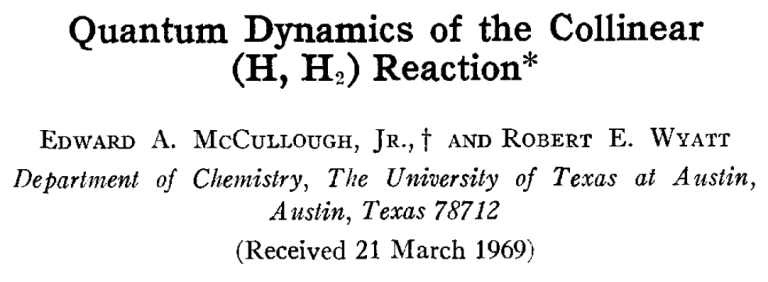 Quantum Dynamics of the Collinear
(H, H₂) Reaction*
EDWARD A. MCCULLOUGH, JR.,† AND ROBERT E. WYATT
Department of Chemistry, The University of Texas at Austin,
Austin, Texas 78712
(Received 21 March 1969)